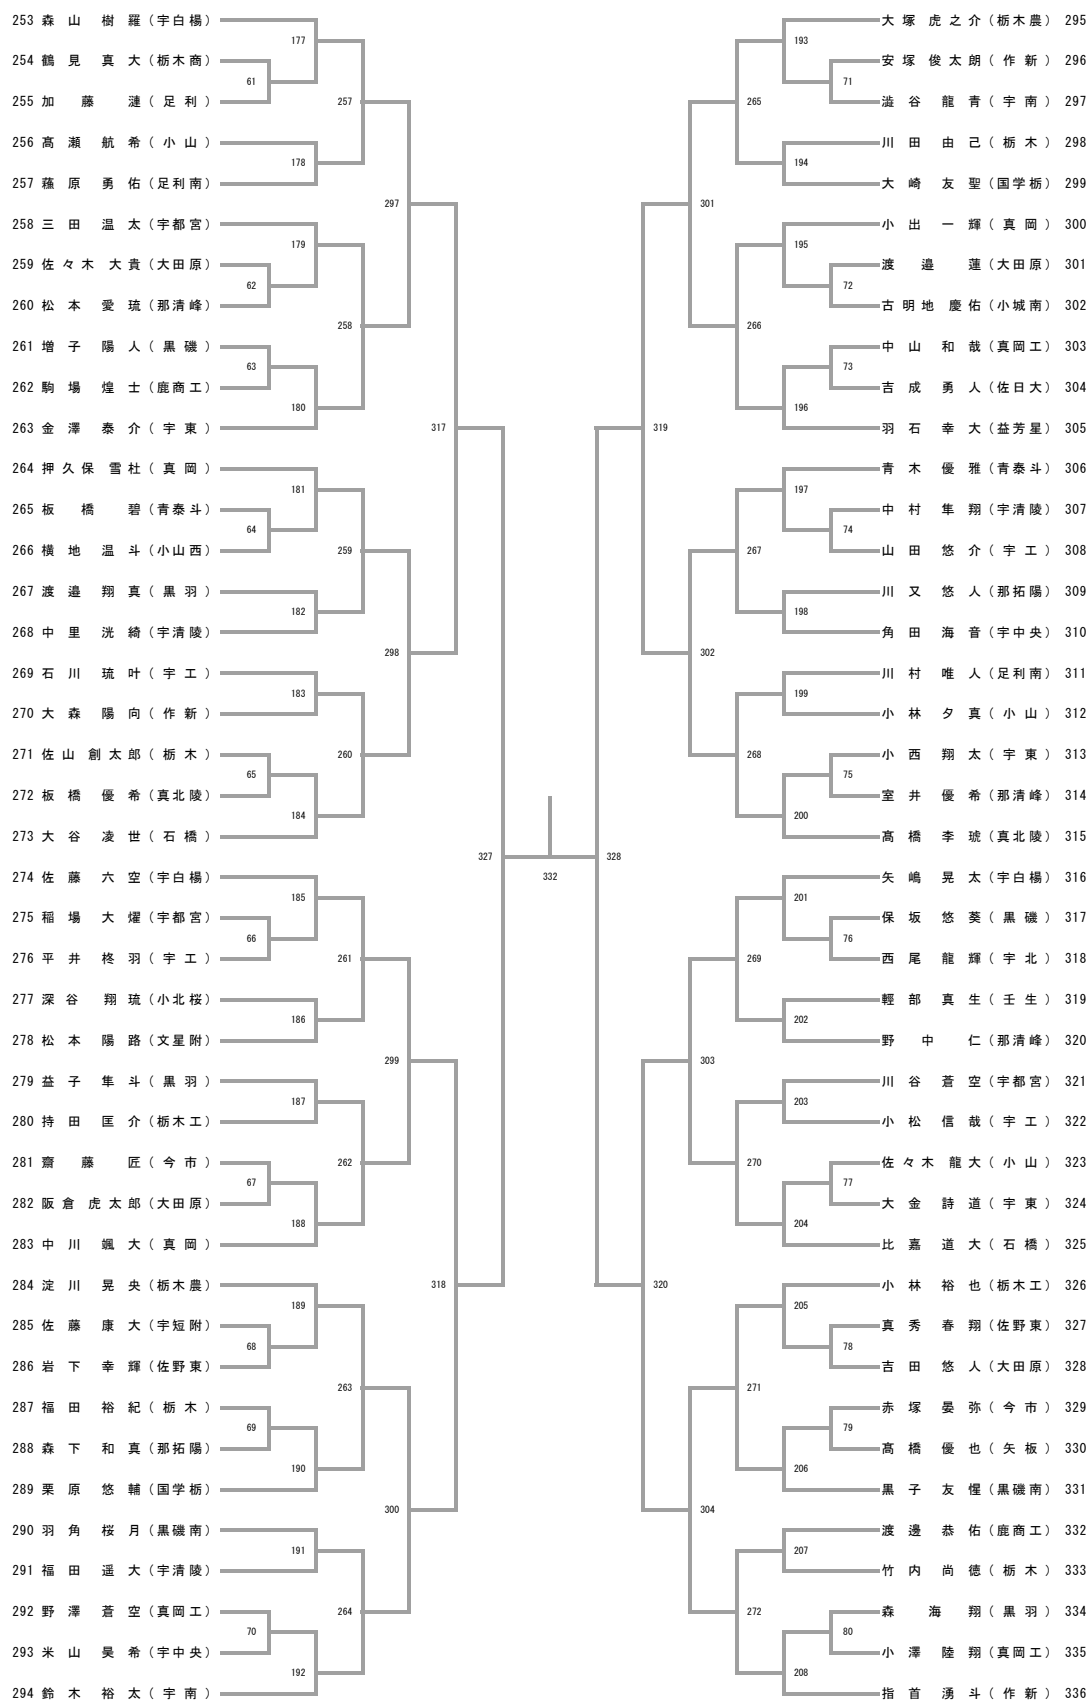 253 森山 樹羅（宇白楊）
254 鶴見 真大（栃木商）
255 加藤 漣（足利）
256 髙瀬 航希（小山）
257 蓧原 勇佑（足利南）
258 三田 温太（宇都宮）
259 佐々木 大貴（大田原）
260 松本 愛琉（那清峰）
261 増子 陽人（黒磯）
262 駒場 煌士（鹿商工）
263 金澤 泰介（宇東）
264 押久保 雪杜（真岡）
265 板橋 碧（青泰斗）
266 横地 温斗（小山西）
267 渡邉 翔真（黒羽）
268 中里 洸綺（宇清陵）
269 石川 琉叶（宇工）
270 大森 陽向（作新）
271 佐山 創太郎（栃木）
272 板橋 優希（真北陵）
273 大谷 凌世（石橋）
274 佐藤 六空（宇白楊）
275 稲場 大燿（宇都宮）
276 平井 柊羽（宇工）
277 深谷 翔琉（小北桜）
278 松本 陽路（文星附）
279 益子 隼斗（黒羽）
280 持田 匡介（栃木工）
281 齋藤 匠（今市）
282 阪倉 虎太郎（大田原）
283 中川 颯大（真岡）
284 淀川 晃央（栃木農）
285 佐藤 康大（宇短附）
286 岩下 幸輝（佐野東）
287 福田 裕紀（栃木）
288 森下 和真（那拓陽）
289 栗原 悠輔（国学栃）
290 羽角 桜月（黒磯南）
291 福田 遥大（宇清陵）
292 野澤 蒼空（真岡工）
293 米山 昊希（宇中央）
294 鈴木 裕太（宇南）
177
61
257
178
297
179
62
258
63
180
317
181
64
259
182
298
183
260
65
184
327
185
66
261
186
299
187
262
67
188
318
189
68
263
69
190
300
191
264
70
192
332
328
193
71
265
194
301
195
72
266
73
196
319
197
74
267
198
302
199
268
75
200
201
76
269
202
303
203
270
77
204
320
205
78
271
79
206
304
207
272
80
208
大塚 虎之介（栃木農） 295
安塚 俊太朗（作新） 296
澁谷 龍青（宇南） 297
川田 由己（栃木） 298
大崎 友聖（国学栃） 299
小出 一輝（真岡） 300
渡邉 蓮（大田原） 301
古明地 慶佑（小城南） 302
中山 和哉（真岡工） 303
吉成 勇人（佐日大） 304
羽石 幸大（益芳星） 305
青木 優雅（青泰斗） 306
中村 隼翔（宇清陵） 307
山田 悠介（宇工） 308
川又 悠人（那拓陽） 309
角田 海音（宇中央） 310
川村 唯人（足利南） 311
小林 夕真（小山） 312
小西 翔太（宇東） 313
室井 優希（那清峰） 314
髙橋 李琥（真北陵） 315
矢嶋 晃太（宇白楊） 316
保坂 悠葵（黒磯） 317
西尾 龍輝（宇北） 318
輕部 真生（壬生） 319
野中 仁（那清峰） 320
川谷 蒼空（宇都宮） 321
小松 信哉（宇工） 322
佐々木 龍大（小山） 323
大金 詩道（宇東） 324
比嘉 道大（石橋） 325
小林 裕也（栃木工） 326
真秀 春翔（佐野東） 327
吉田 悠人（大田原） 328
赤塚 晏弥（今市） 329
髙橋 優也（矢板） 330
黒子 友惺（黒磯南） 331
渡邊 恭佑（鹿商工） 332
竹内 尚徳（栃木） 333
森 海翔（黒羽） 334
小澤 陸翔（真岡工） 335
指首 湧斗（作新） 336